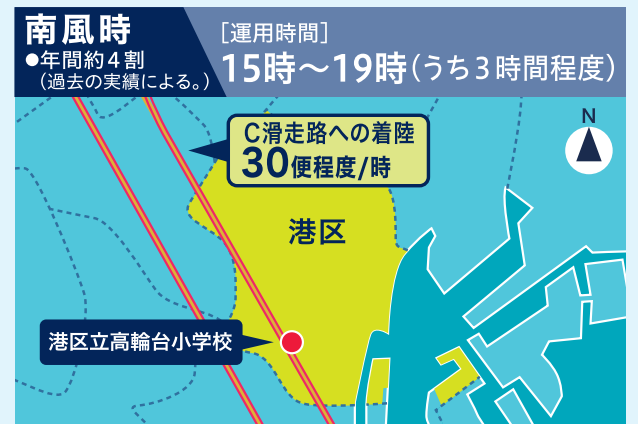 南風時
●年間約4割
(過去の実績による。)
[運用時間]
15時〜19時(うち3時間程度)
C滑走路への着陸
30便程度/時
N
港区
港区立高輪台小学校